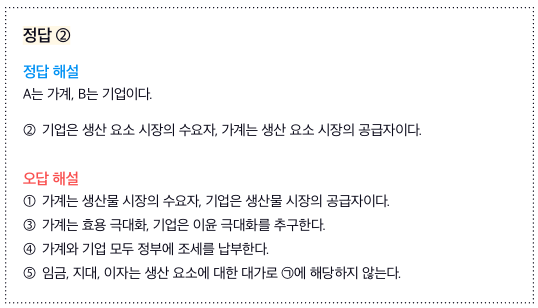 정답 ②
정답 해설
A는 가계, B는 기업이다.
② 기업은 생산 요소 시장의 수요자, 가계는 생산 요소 시장의 공급자이다.
오답 해설
① 가계는 생산물 시장의 수요자, 기업은 생산물 시장의 공급자이다.
③ 가계는 효용 극대화, 기업은 이윤 극대화를 추구한다.
④ 가계와 기업 모두 정부에 조세를 납부한다.
⑤ 임금, 지대, 이자는 생산 요소에 대한 대가로 ㉠에 해당하지 않는다.